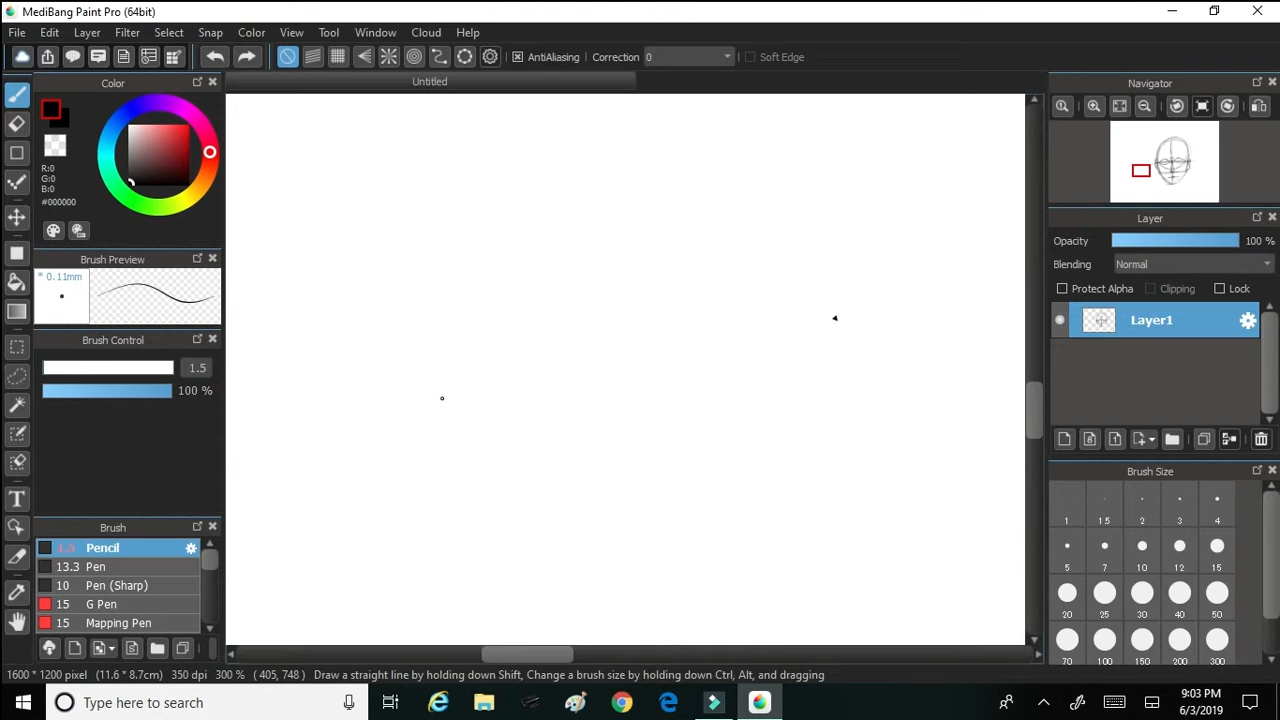 MediBang Paint Pro (64bit)
File Edit Layer Filter Select Snap Color View Tool Window Cloud Help
AntiAliasing Correction 0 Soft Edge
Color
Untitled
Navigator
R:0
G:0
B:0
#000000
Layer
Opacity 100 %
Blending Normal
Protect Alpha Clipping Lock
Layer1
Brush Preview
* 0.11mm
Brush Control
1.5
100 %
Brush Size
1 1.5 2 3 4
5 7 10 12 15
20 25 30 40 50
70 100 150 200 300
Brush
1.5 Pencil
13.3 Pen
10 Pen (Sharp)
15 G Pen
15 Mapping Pen
1600 * 1200 pixel (11.6 * 8.7cm) 350 dpi 300 % ( 405, 748 ) Draw a straight line by holding down Shift, Change a brush size by holding down Ctrl, Alt, and dragging
Type here to search
9:03 PM
6/3/2019